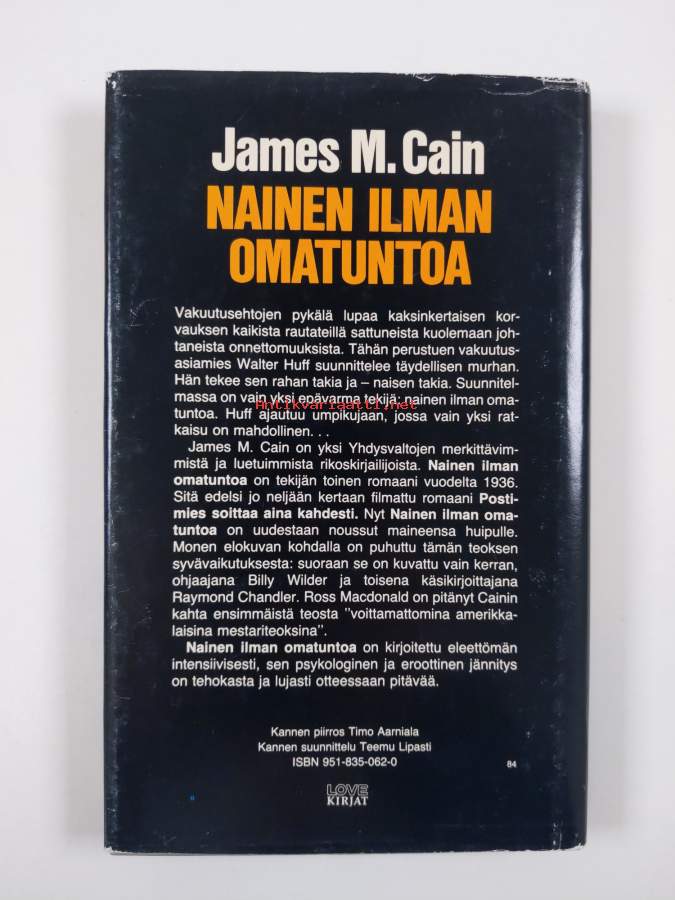 James M. Cain
NAINEN ILMAN
OMATUNTOA
Vakuutusehtojen pykälä lupaa kaksinkertaisen kor-
vauksen kaikista rautateillä sattuneista kuolemaan joh-
taneista onnettomuuksista. Tähän perustuen vakuutus-
asiamies Walter Huff suunnittelee täydellisen murhan.
Hän tekee sen rahan takia ja – naisen takia. Suunnitel-
massa on vain yksi epävarma tekijä: nainen ilman oma-
Antikvariaatti.net
tuntoa. Huff ajautuu umpikujaan, jossa vain yksi rat-
kaisu on mahdollinen. . .
James M. Cain on yksi Yhdysvaltojen merkittävim-
mistä ja luetuimmista rikoskirjailijoista. Nainen ilman
omatuntoa on tekijän toinen romaani vuodelta 1936.
Sitä edelsi jo neljään kertaan filmattu romaani Posti-
mies soittaa aina kahdesti. Nyt Nainen ilman oma-
tuntoa on uudestaan noussut maineensa huipulle.
Monen elokuvan kohdalla on puhuttu tämän teoksen
syvävaikutuksesta: suoraan se on kuvattu vain kerran,
ohjaajana Billy Wilder ja toisena käsikirjoittajana
Raymond Chandler. Ross Macdonald on pitänyt Cainin
kahta ensimmäistä teosta "voittamattomina amerikka-
laisina mestariteoksina".
Nainen ilman omatuntoa on kirjoitettu eleettömän
intensiivisesti, sen psykologinen ja eroottinen jännitys
on tehokasta ja lujasti otteessaan pitävää.
Kannen piirros Timo Aarniala
Kannen suunnittelu Teemu Lipasti
ISBN 951-835-062-0
84
LOVE
KIRJAT